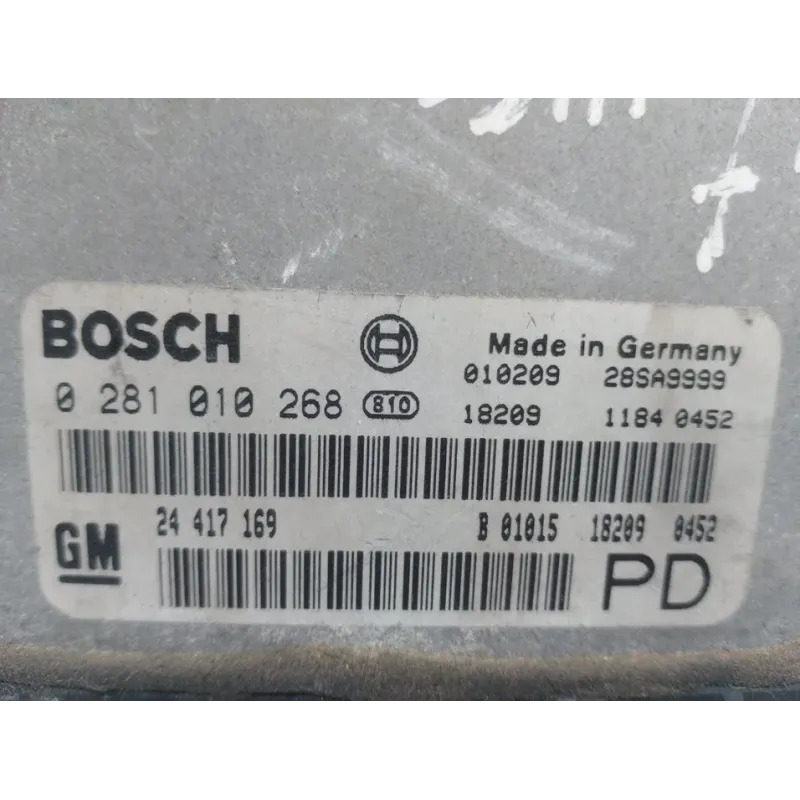 BOSCH
Made in Germany
010209 28SA9999
0 281 010 268 810
18209 1184 0452
24 417 169 B 01015 18209 0452
GM
PD